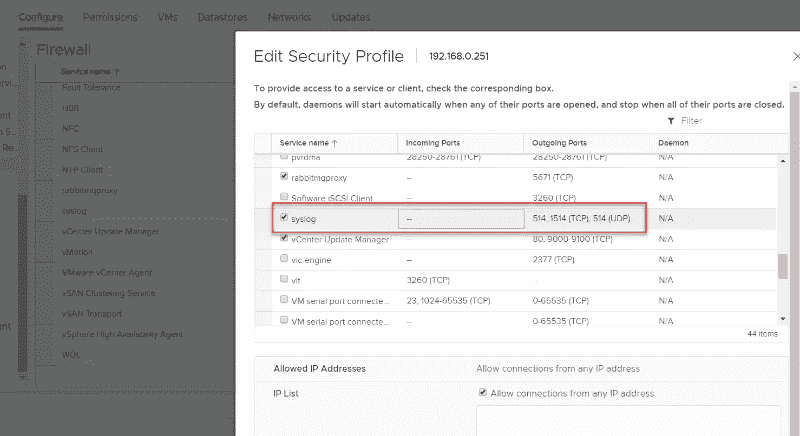 Configure Permissions VMs Datastores Networks Updates
Firewall
Service name ↑
Fault Tolerance
NFC
NFS Client
NTP Client
rabbitmqproxy
syslog
vCenter Update Manager
vMotion
VMware vCenter Agent
vSAN Clustering Service
vSAN Transport
vSphere High Availability Agent
WOL
Edit Security Profile 192.168.0.251
To provide access to a service or client, check the corresponding box.
By default, daemons will start automatically when any of their ports are opened, and stop when all of their ports are closed.
Filter
Service name ↑ Incoming Ports Outgoing Ports Daemon
pvrdma 28250-28761 (TCP) 28250-28761 (TCP) N/A
rabbitmqproxy -- 5671 (TCP) N/A
Software iSCSI Client 3260 (TCP) N/A
syslog -- 514, 1514 (TCP), 514 (UDP) N/A
vCenter Update Manager -- 80, 9000-9100 (TCP) N/A
vic-engine -- 2377 (TCP) N/A
vit 3260 (TCP) -- N/A
VM serial port connecte... 23, 1024-65535 (TCP) 0-65535 (TCP) N/A
VM serial port connecte... 0-65535 (TCP) N/A
44 items
Allowed IP Addresses Allow connections from any IP address
IP List Allow connections from any IP address